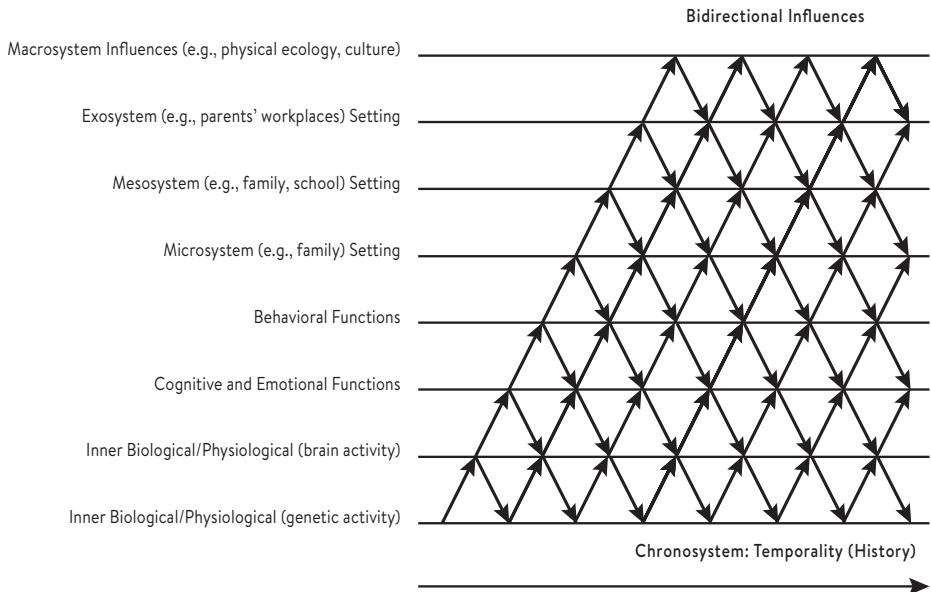 Bidirectional Influences
Macrosystem Influences (e.g., physical ecology, culture)
Exosystem (e.g., parents’ workplaces) Setting
Mesosystem (e.g., family, school) Setting
Microsystem (e.g., family) Setting
Behavioral Functions
Cognitive and Emotional Functions
Inner Biological/Physiological (brain activity)
Inner Biological/Physiological (genetic activity)
Chronosystem: Temporality (History)